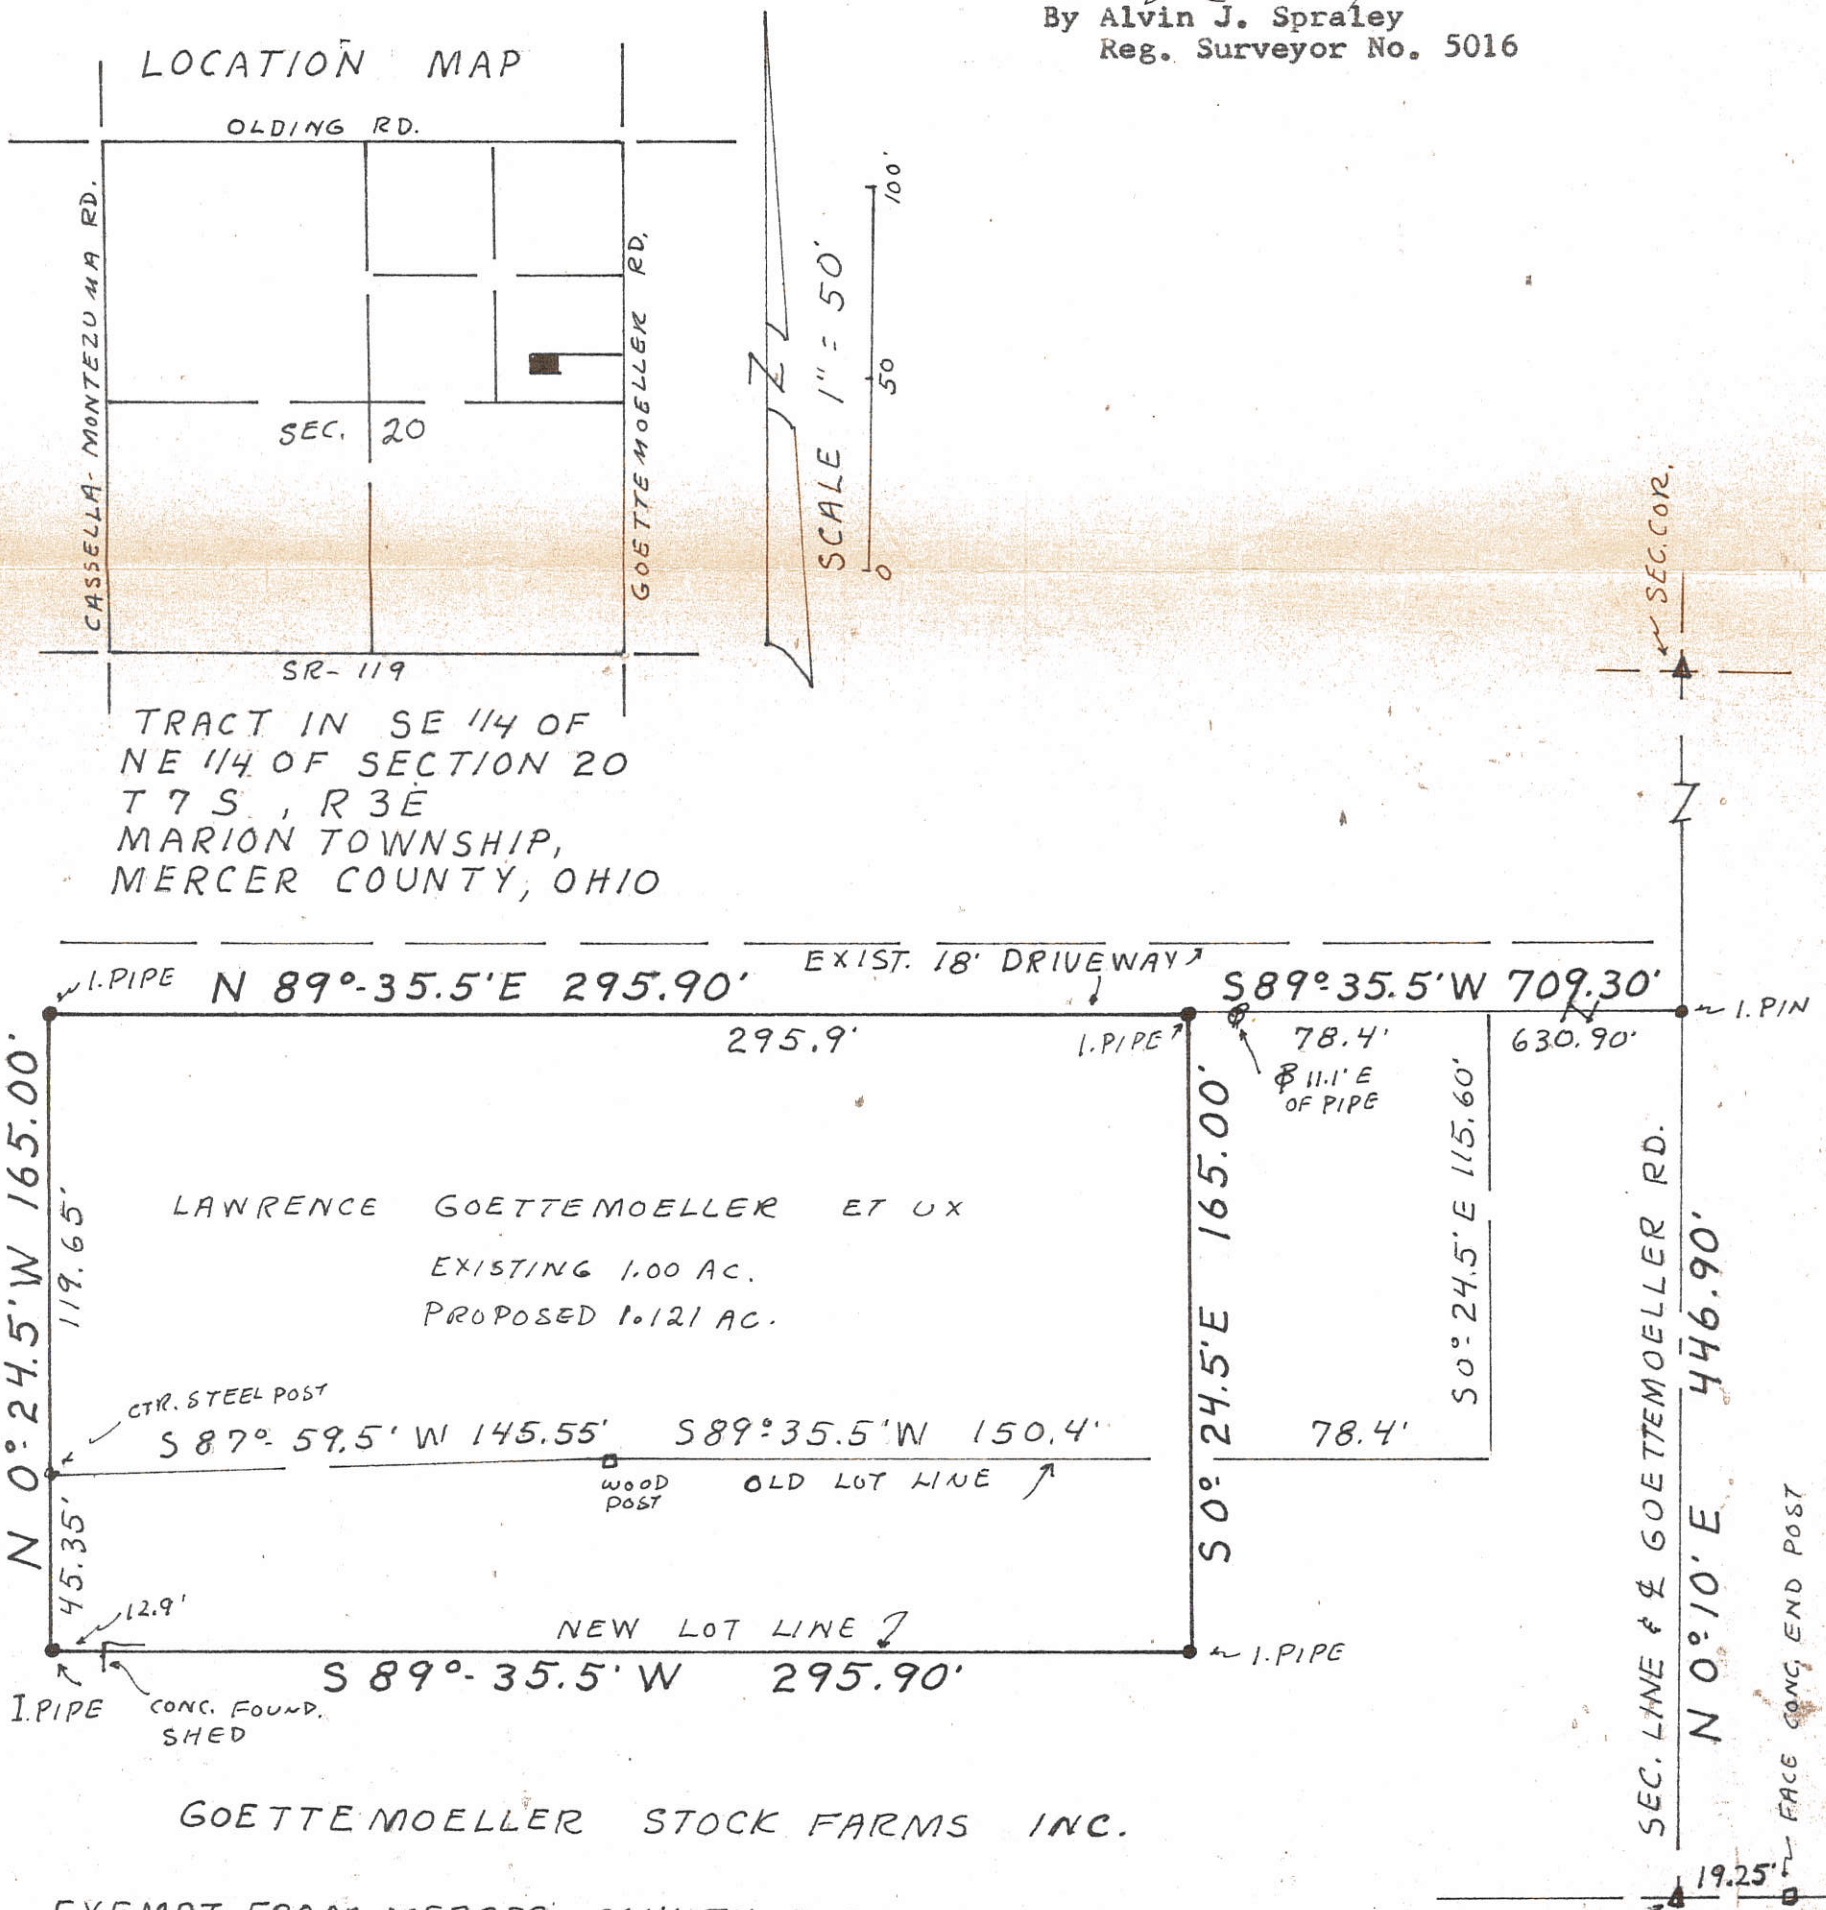 By Alvin J. Spraley
Reg. Surveyor No. 5016
LOCATION MAP
OLDING RD.
CASSELLA-MONTEZUMA RD.
GOETTEMOELLER RD.
SEC. 20
SR-119
SCALE 1" = 50'
100'
50
0
SEC. COR.
TRACT IN SE 1/4 OF
NE 1/4 OF SECTION 20
T 7 S , R 3 E
MARION TOWNSHIP,
MERCER COUNTY, OHIO
EXIST. 18' DRIVEWAY
I. PIPE N 89°-35.5' E 295.90'
S 89°-35.5' W 709.30'
I. PIN
295.9'
I. PIPE
78.4'
630.90'
11.1' E
OF PIPE
N 0°-24.5' W 165.00'
119.65'
45.35'
LAWRENCE GOETTEMOELLER ET UX
EXISTING 1.00 AC.
PROPOSED 1.121 AC.
S 0°-24.5' E 165.00'
S 0°-24.5' E 115.60'
CTR. STEEL POST
S 87°-59.5' W 145.55' S 89°-35.5' W 150.4'
78.4'
WOOD
POST
OLD LOT LINE
12.9'
NEW LOT LINE
S 89°-35.5' W 295.90'
I. PIPE
I. PIPE
CONC. FOUND.
SHED
SEC. LINE & ℄ GOETTEMOELLER RD.
N 0°-10' E 446.90'
FACE CONC. END POST
19.25'
GOETTEMOELLER STOCK FARMS INC.